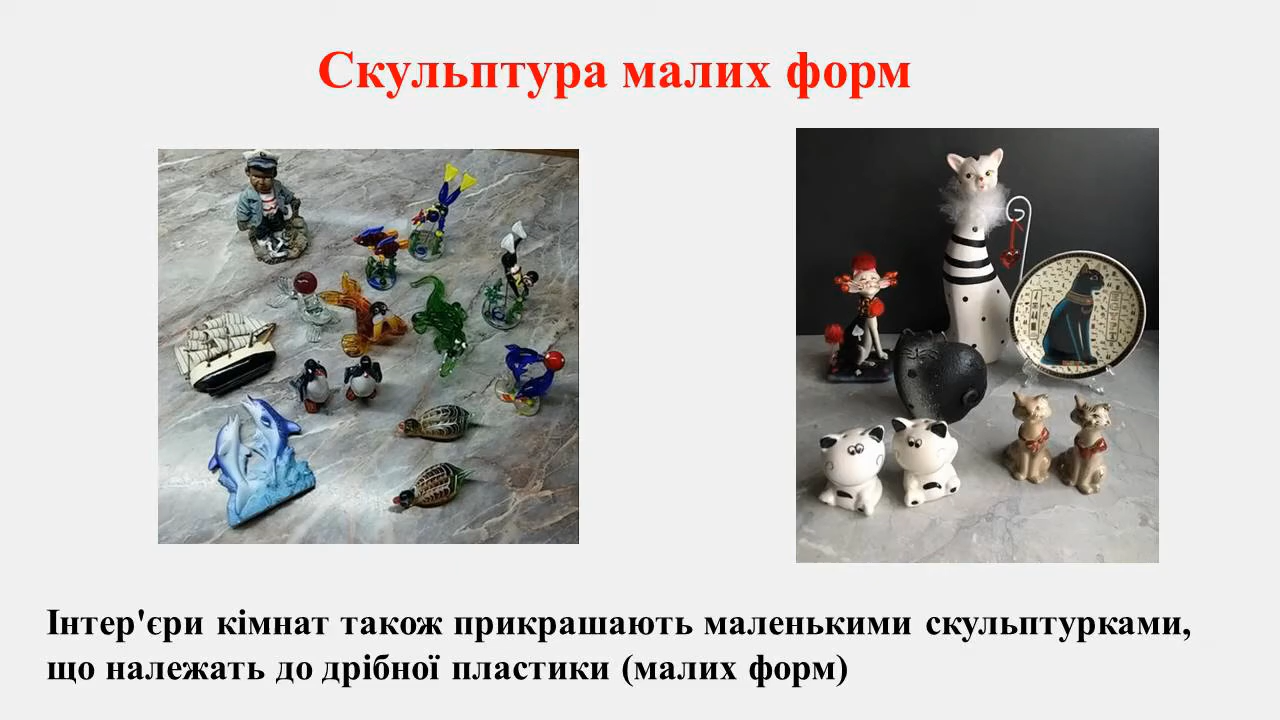 Скульптура малих форм
Інтер'єри кімнат також прикрашають маленькими скульптурками,
що належать до дрібної пластики (малих форм)